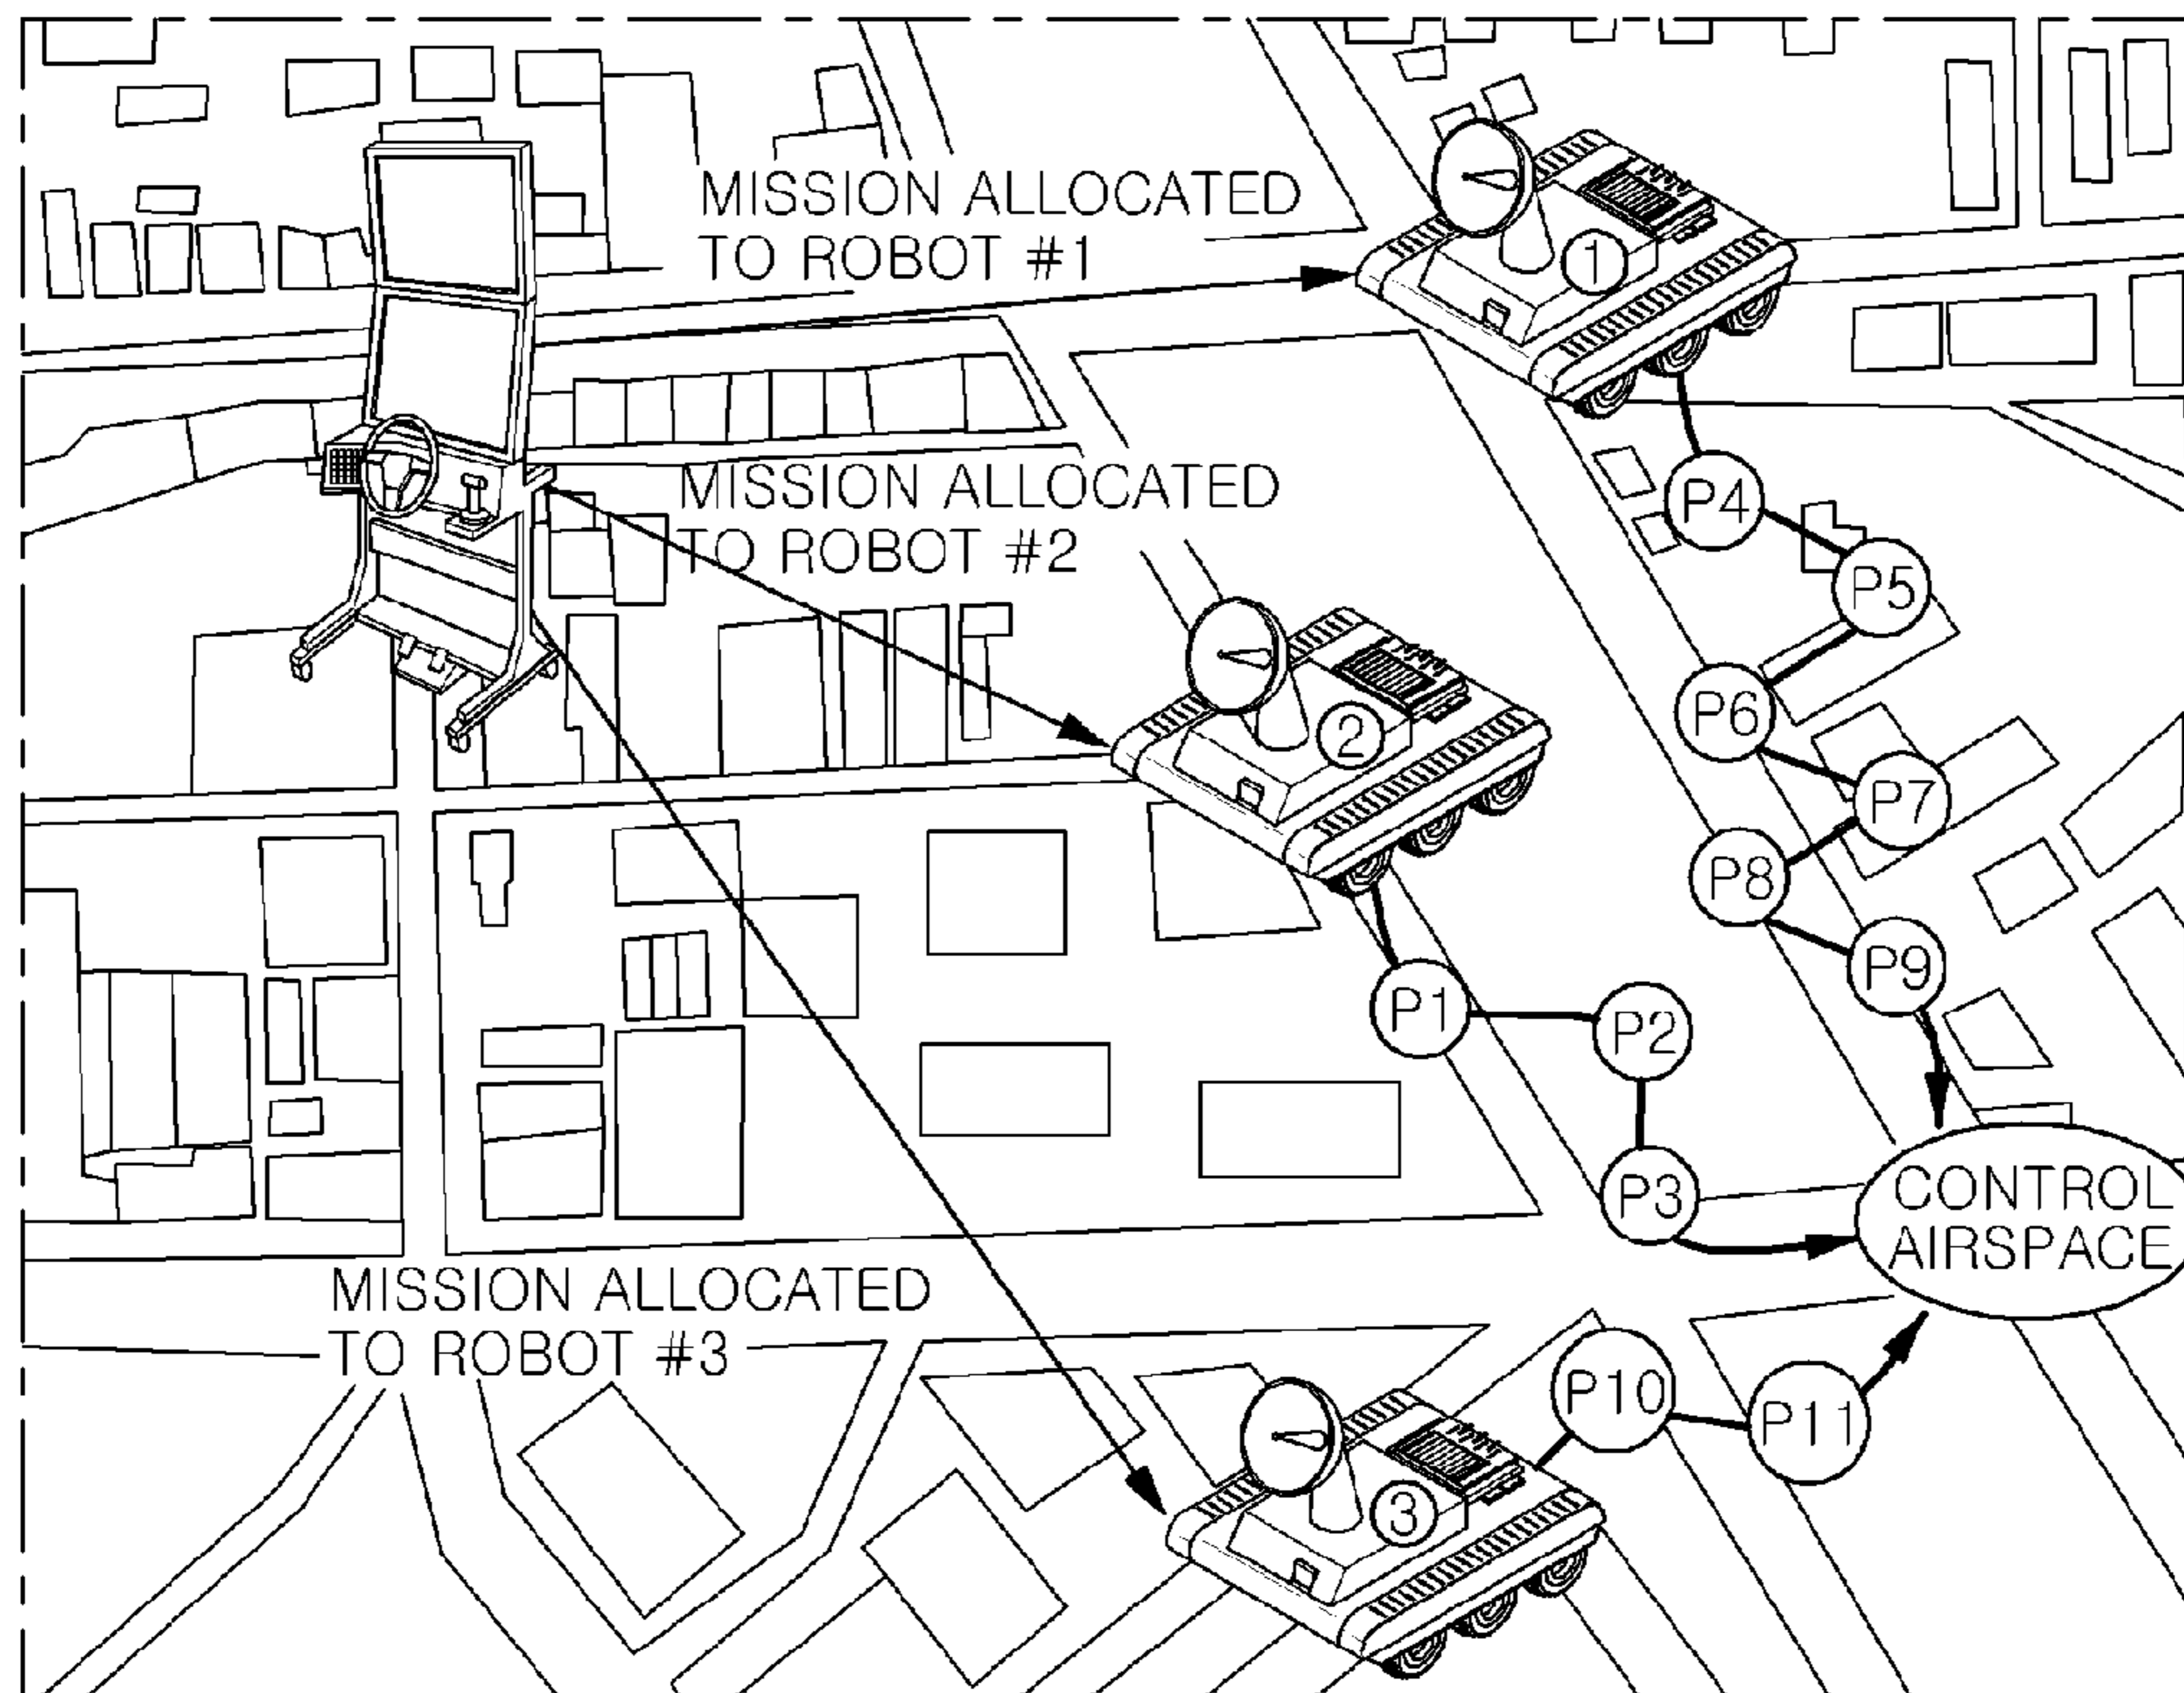 MISSION ALLOCATED
TO ROBOT #1
1
MISSION ALLOCATED
TO ROBOT #2
P4
P5
P6
2
P7
P8
P9
P1
P2
P3
CONTROL
AIRSPACE
MISSION ALLOCATED
TO ROBOT #3
P10
P11
3